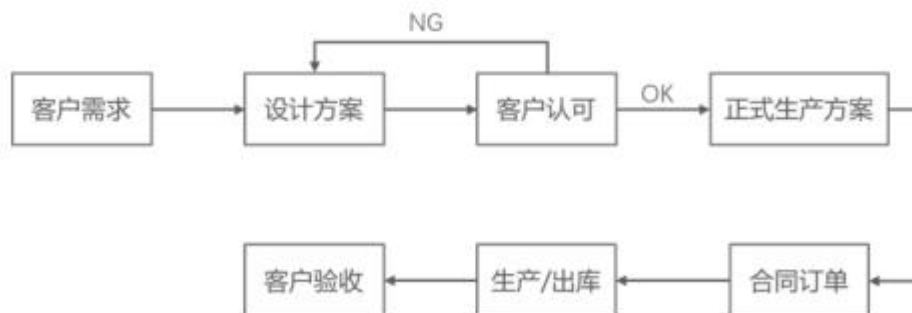 NG
客户需求
设计方案
客户认可
OK
正式生产方案
合同订单
生产/出库
客户验收